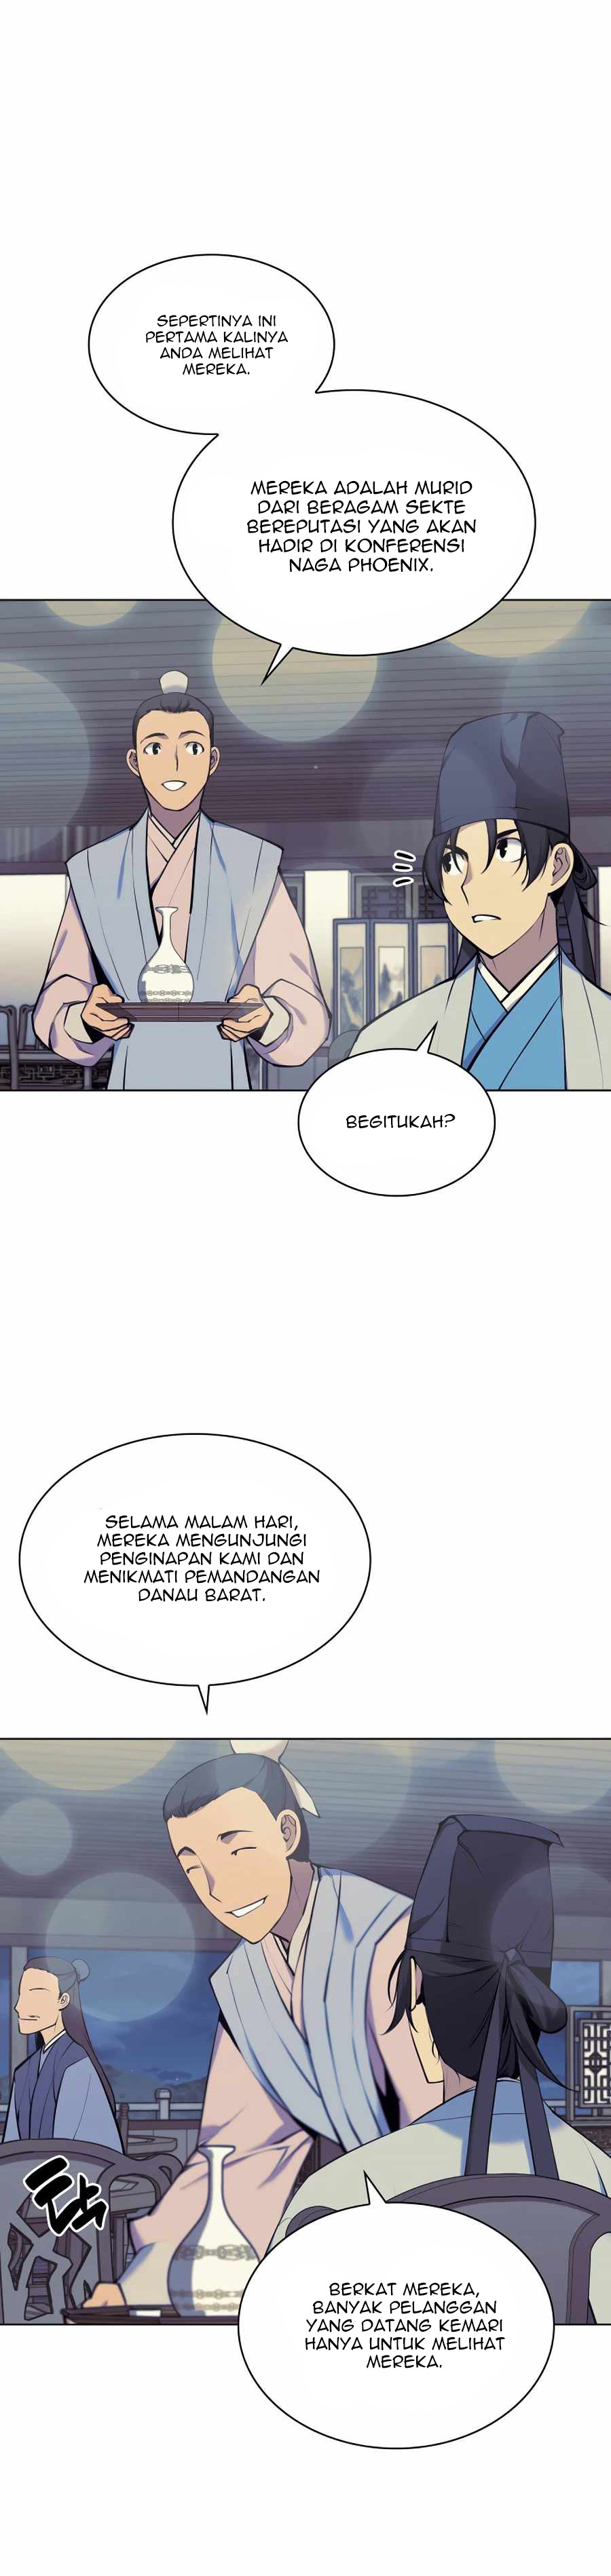 SEPERTINYA INI
PERTAMA KALINYA
ANDA MELIHAT
MEREKA.
MEREKA ADALAH MURID
DARI BERAGAM SEKTE
BEREPUTASI YANG AKAN
HADIR DI KONFERENSI
NAGA PHOENIX.
BEGITUKAH?
SELAMA MALAM HARI,
MEREKA MENGUNJUNGI
PENGINAPAN KAMI DAN
MENIKMATI PEMANDANGAN
DANAU BARAT.
탁
BERKAT MEREKA,
BANYAK PELANGGAN
YANG DATANG KEMARI
HANYA UNTUK MELIHAT
MEREKA.